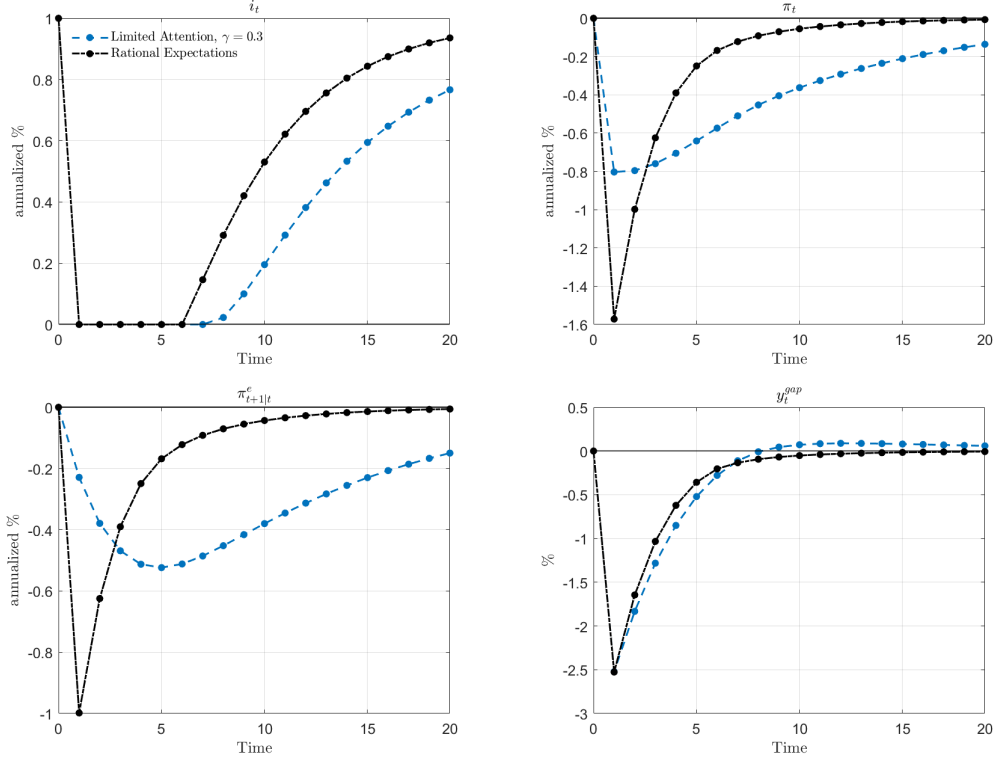 i_t
1
0.8
0.6
0.4
0.2
0
annualized %
Limited Attention, γ = 0.3
Rational Expectations
0 5 10 15 20
Time
π_t
0
-0.2
-0.4
-0.6
-0.8
-1
-1.2
-1.4
-1.6
annualized %
0 5 10 15 20
Time
π^e_{t+1|t}
0
-0.2
-0.4
-0.6
-0.8
-1
annualized %
0 5 10 15 20
Time
y_t^{gap}
0.5
0
-0.5
-1
-1.5
-2
-2.5
-3
%
0 5 10 15 20
Time